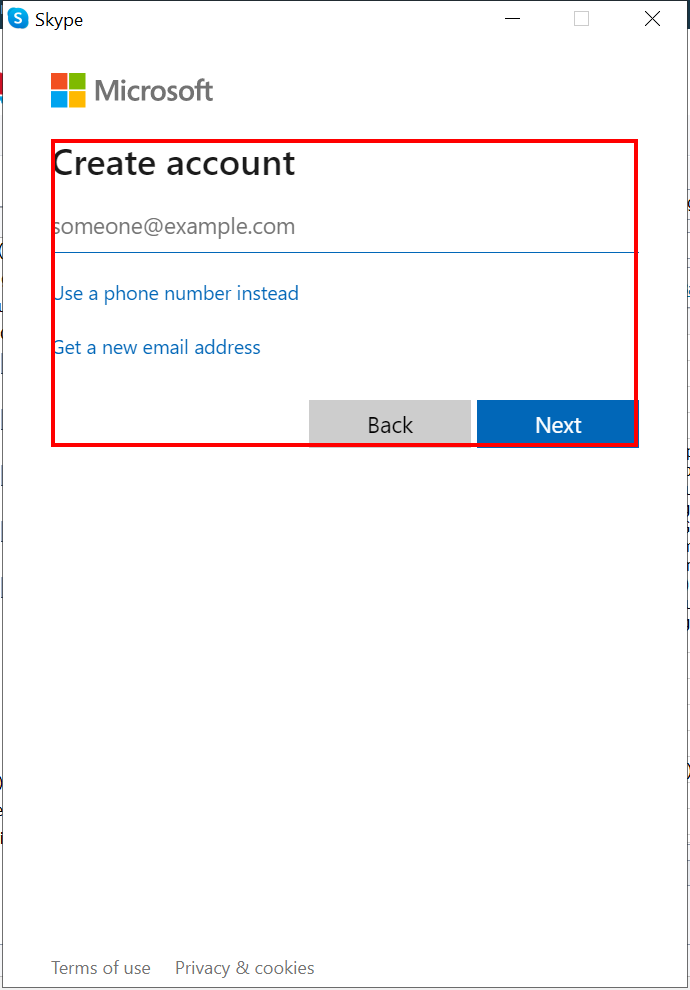 Skype
Microsoft
Create account
someone@example.com
Use a phone number instead
Get a new email address
Back Next
Terms of use Privacy & cookies